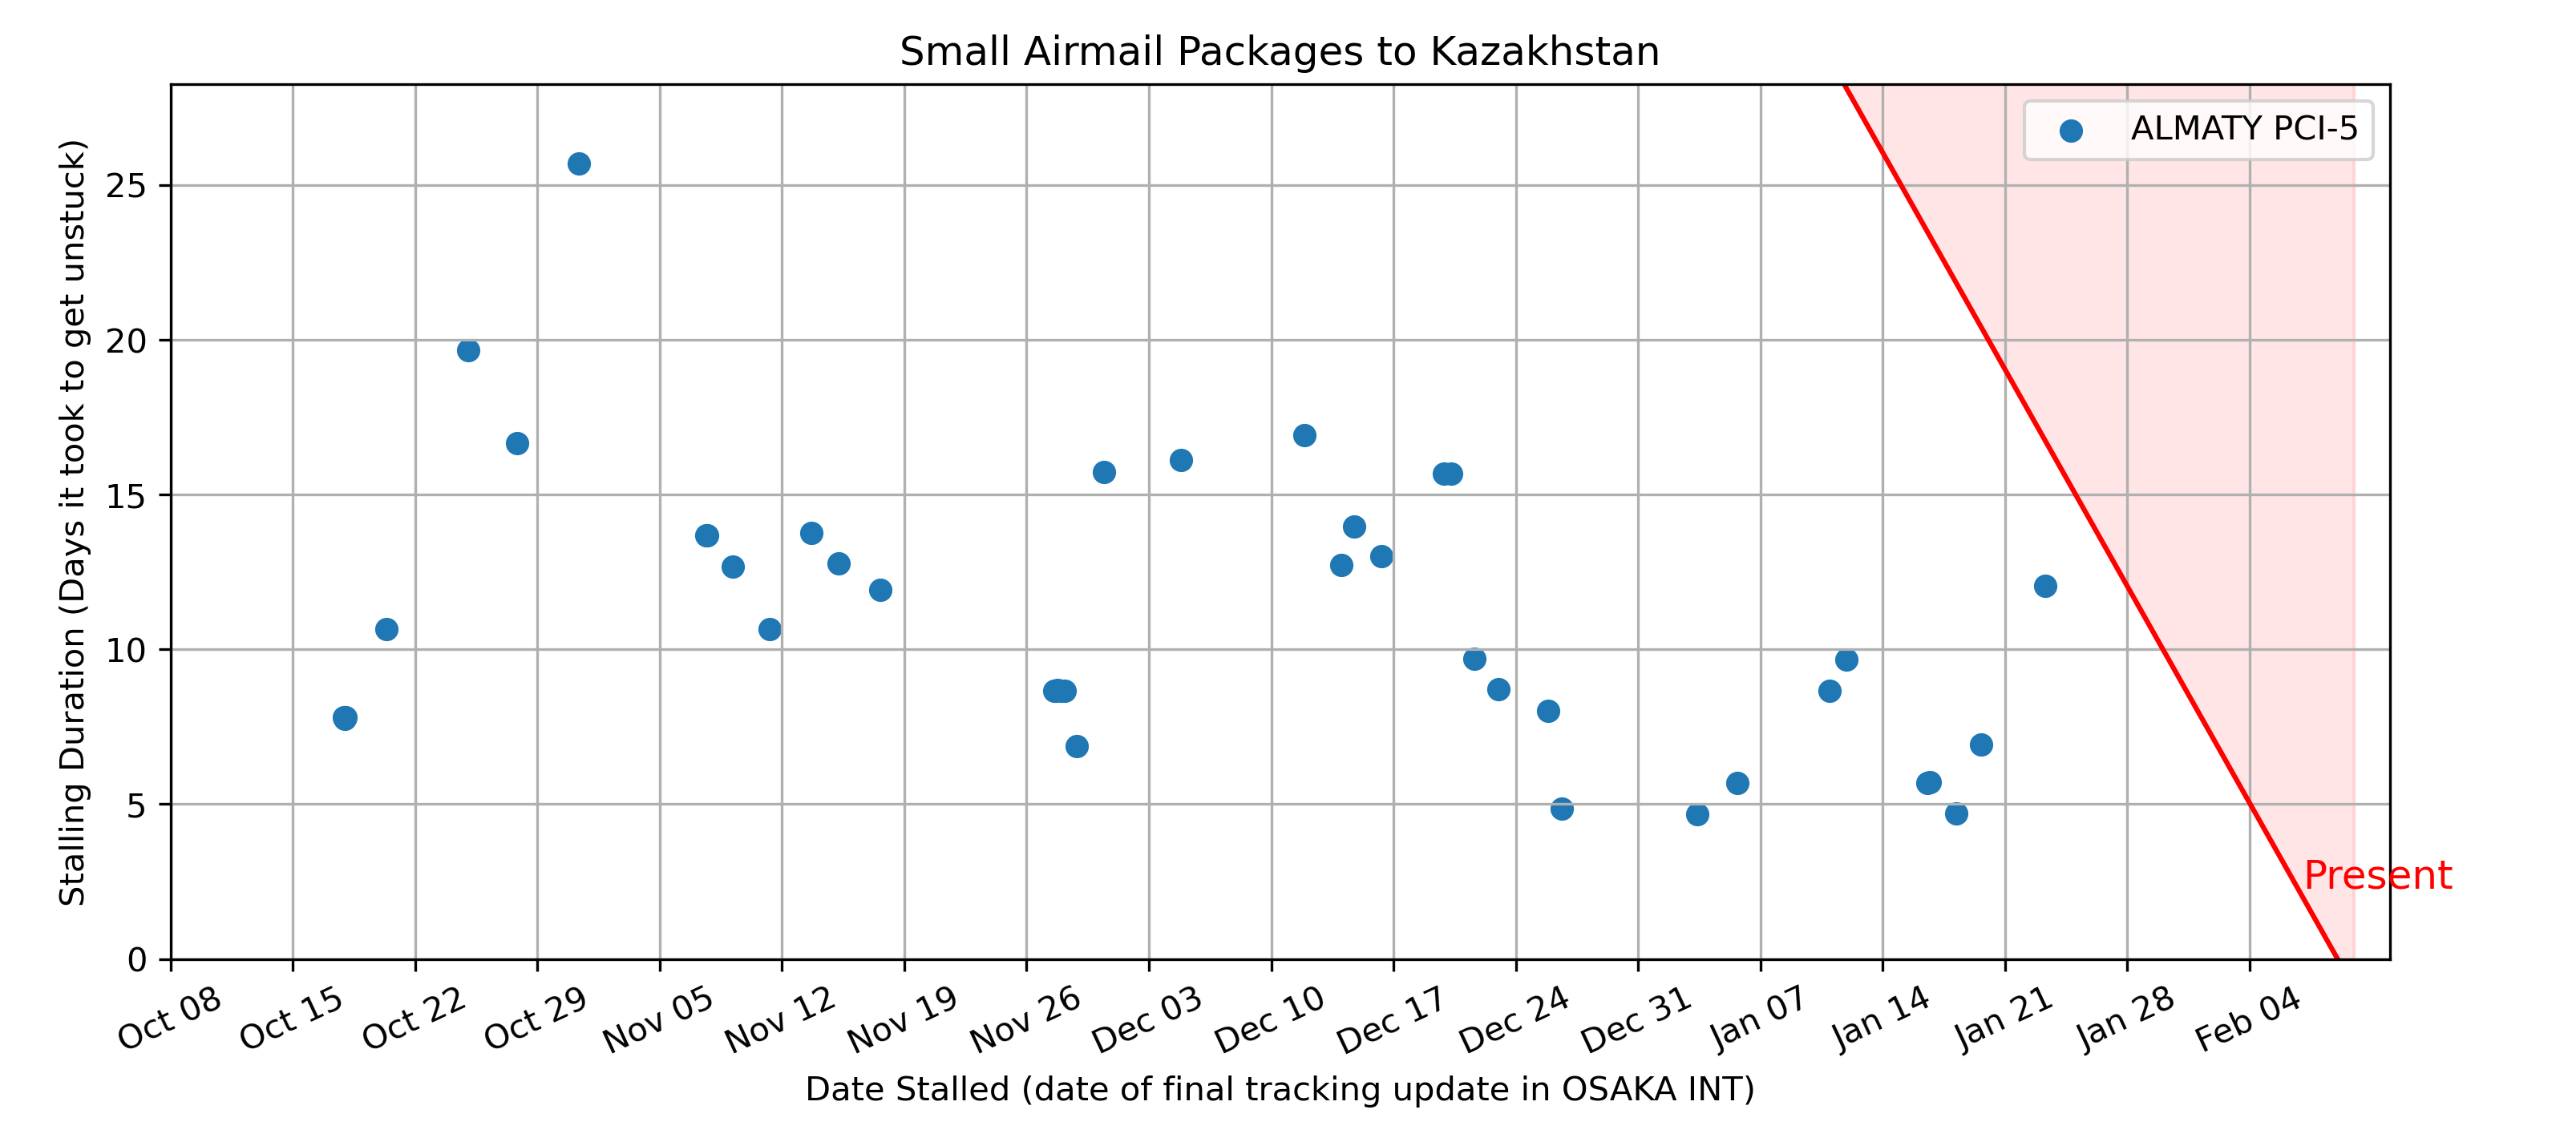 Small Airmail Packages to Kazakhstan
ALMATY PCI-5
Stalling Duration (Days it took to get unstuck)
25
20
15
10
5
0
Present
Oct 08
Oct 15
Oct 22
Oct 29
Nov 05
Nov 12
Nov 19
Nov 26
Dec 03
Dec 10
Dec 17
Dec 24
Dec 31
Jan 07
Jan 14
Jan 21
Jan 28
Feb 04
Date Stalled (date of final tracking update in OSAKA INT)